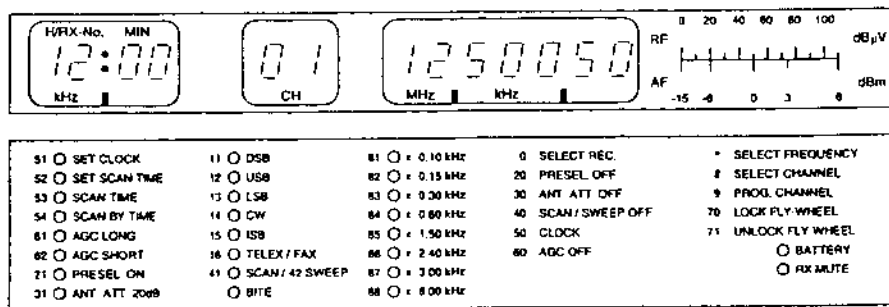 H/RX-No. MIN
12:00
kHz
01
CH
1250050
MHz kHz
0 20 40 60 80 100
RF
dBµV
AF
dBm
-15 -6 0 3 6
51 SET CLOCK
52 SET SCAN TIME
53 SCAN TIME
54 SCAN BY TIME
61 AGC LONG
62 AGC SHORT
21 PRESEL ON
31 ANT ATT 20dB
11 DSB
12 USB
13 LSB
14 CW
15 ISB
16 TELEX / FAX
41 SCAN / 42 SWEEP
BITE
81 ± 0.10 kHz
82 ± 0.15 kHz
83 ± 0.30 kHz
84 ± 0.60 kHz
85 ± 1.50 kHz
86 ± 2.40 kHz
87 ± 3.00 kHz
88 ± 6.00 kHz
0 SELECT REC.
20 PRESEL OFF
30 ANT ATT OFF
40 SCAN / SWEEP OFF
50 CLOCK
60 AGC OFF
* SELECT FREQUENCY
# SELECT CHANNEL
9 PROG. CHANNEL
70 LOCK FLY-WHEEL
71 UNLOCK FLY WHEEL
BATTERY
RX MUTE